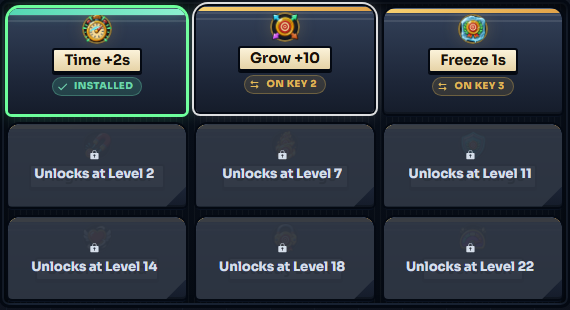 Time +2s
INSTALLED
Grow +10
ON KEY 2
Freeze 1s
ON KEY 3
Unlocks at Level 2
Unlocks at Level 7
Unlocks at Level 11
Unlocks at Level 14
Unlocks at Level 18
Unlocks at Level 22